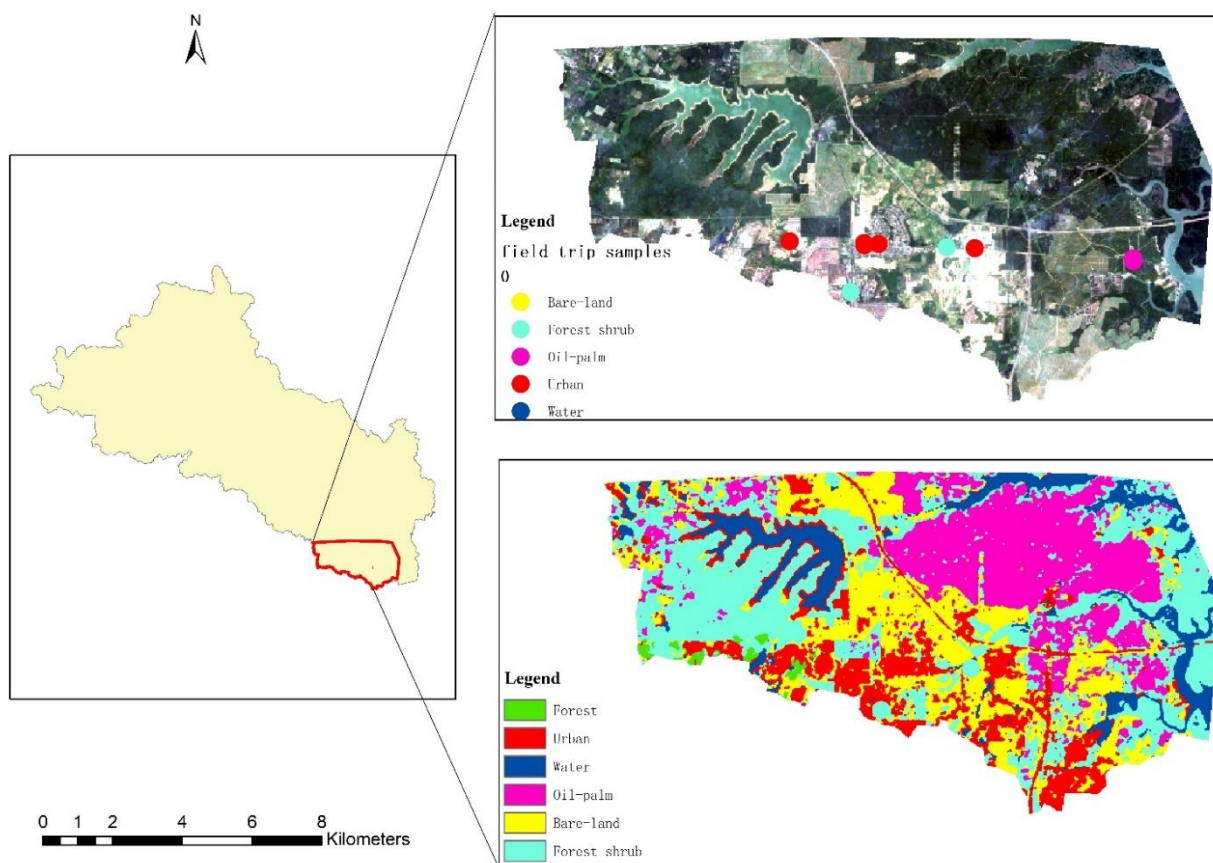 N
Legend
field trip samples
0
Bare-land
Forest shrub
Oil-palm
Urban
Water
Legend
Forest
Urban
Water
Oil-palm
Bare-land
Forest shrub
0 1 2 4 6 8
Kilometers